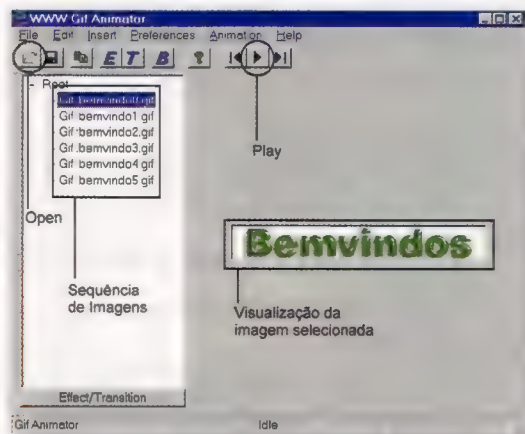 WWW Gif Animator
File Edit Insert Preferences Animation Help
E T B ?
- Root
Gif bemvindo0.gif
Gif bemvindo1.gif
Gif bemvindo2.gif
Gif bemvindo3.gif
Gif bemvindo4.gif
Gif bemvindo5.gif
Play
Open
Bemvindos
Sequência
de Imagens
Visualização da
imagem selecionada
Effect/Transition
Gif Animator Idle